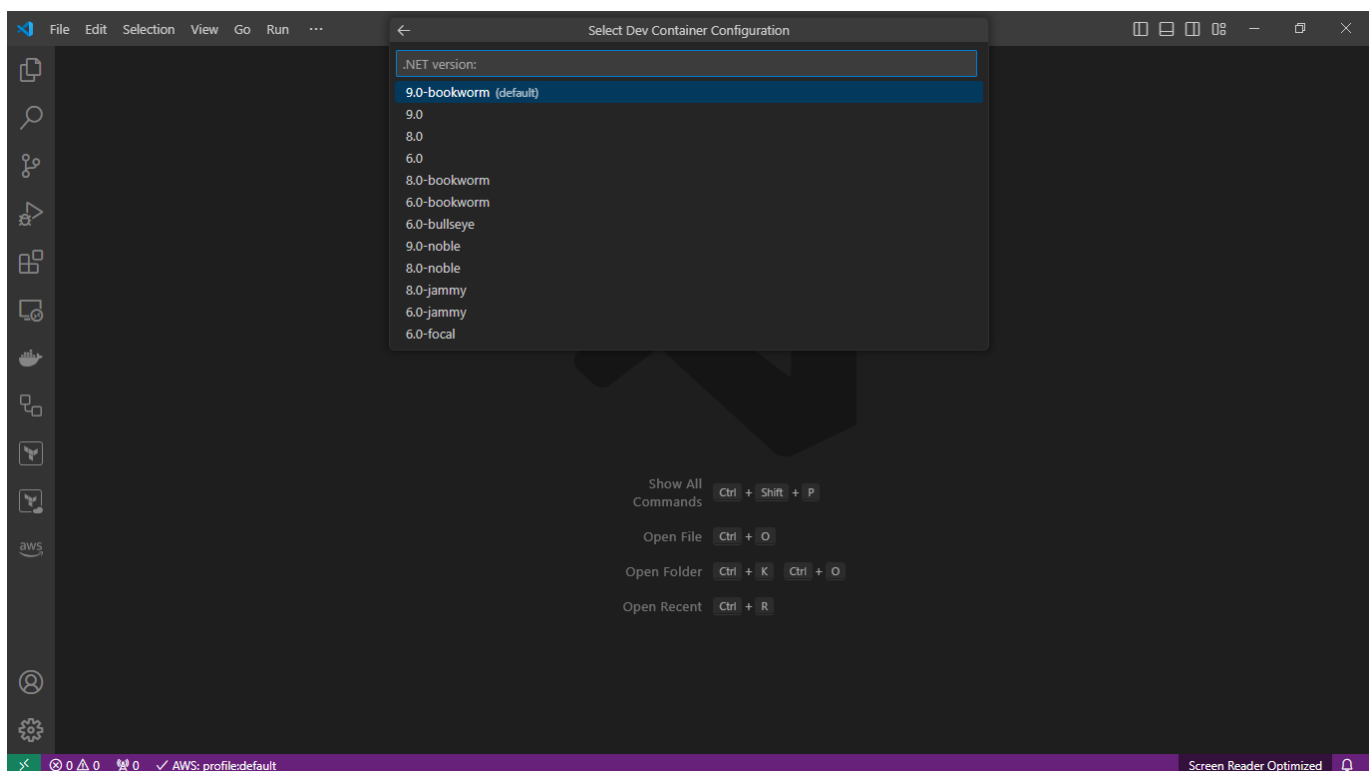 File Edit Selection View Go Run ···
Select Dev Container Configuration
.NET version:
9.0-bookworm (default)
9.0
8.0
6.0
8.0-bookworm
6.0-bookworm
6.0-bullseye
9.0-noble
8.0-noble
8.0-jammy
6.0-jammy
6.0-focal
Show All
Commands Ctrl + Shift + P
Open File Ctrl + O
Open Folder Ctrl + K Ctrl + O
Open Recent Ctrl + R
aws
0 0 0 AWS: profile:default Screen Reader Optimized